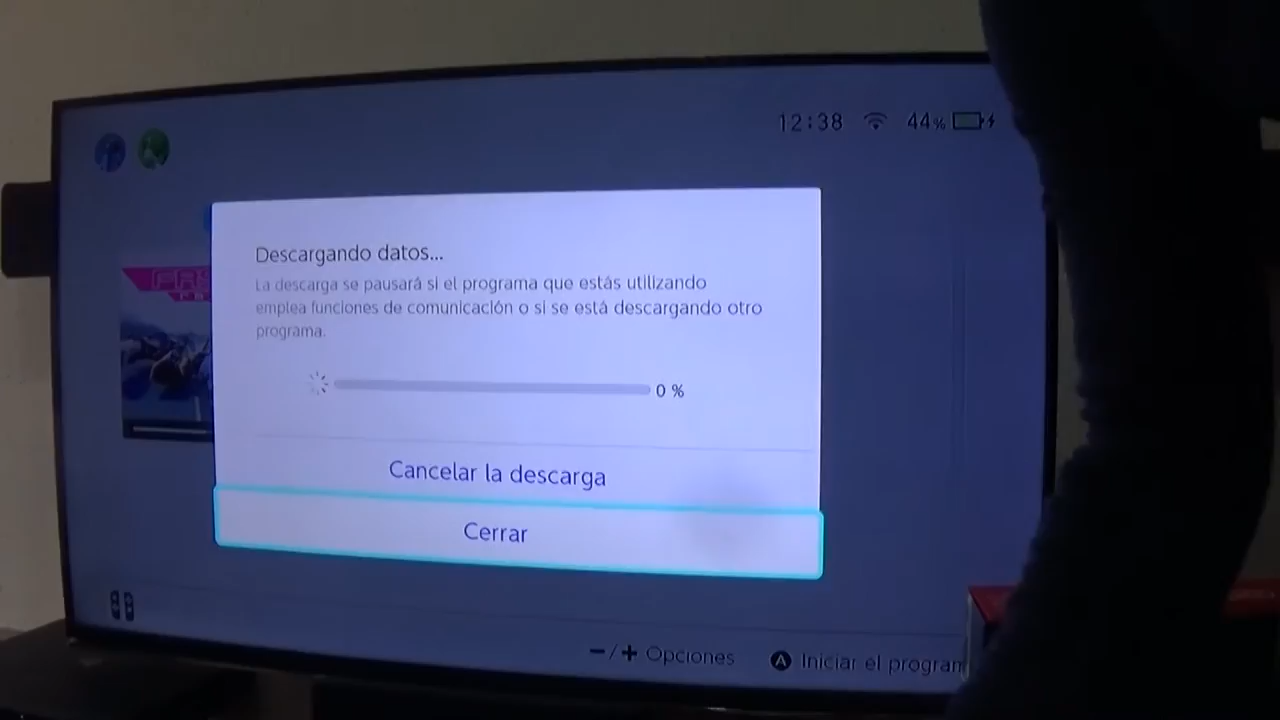 12:38 44%
FAS
Descargando datos...
La descarga se pausará si el programa que estás utilizando
emplea funciones de comunicación o si se está descargando otro
programa.
0 %
Cancelar la descarga
Cerrar
-/+ Opciones A Iniciar el program